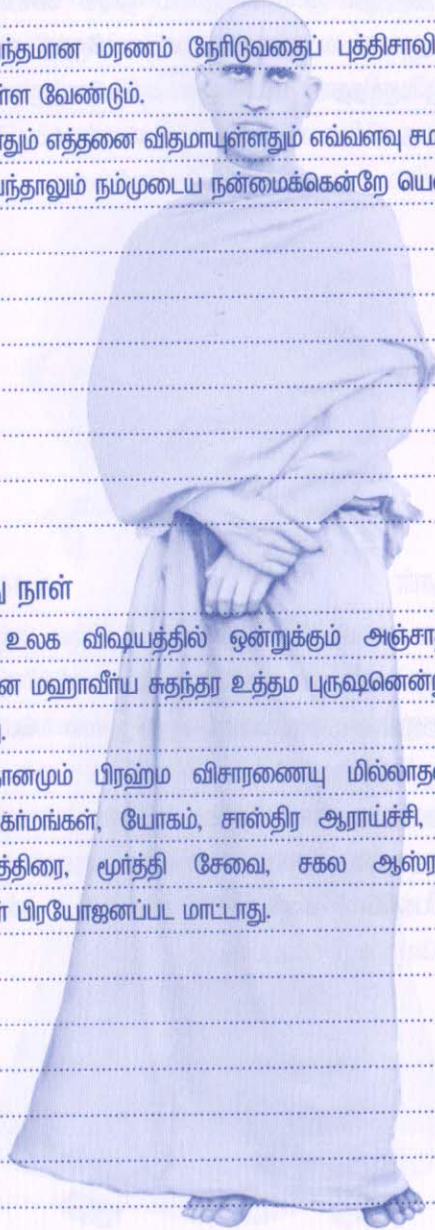 ந்தமான மரணம் நேரிடுவதைப் புத்திசாலி
ள்ள வேண்டும்.
தும் எத்தனை விதமாயுள்ளதும் எவ்வளவு சம
வந்தாலும் நம்முடைய நன்மைக்கென்றே யெ
நாள்
உலக விஷயத்தில் ஒன்றுக்கும் அஞ்சா
ன மஹாவீர்ய சுதந்தர உத்தம புருஷனென்ற
ானமும் பிரஹ்ம விசாரணையு மில்லாத
கர்மங்கள், யோகம், சாஸ்திர ஆராய்ச்சி,
த்திரை, மூர்த்தி சேவை, சகல ஆஸ்ர
ள் பிரயோஜனப்பட மாட்டாது.